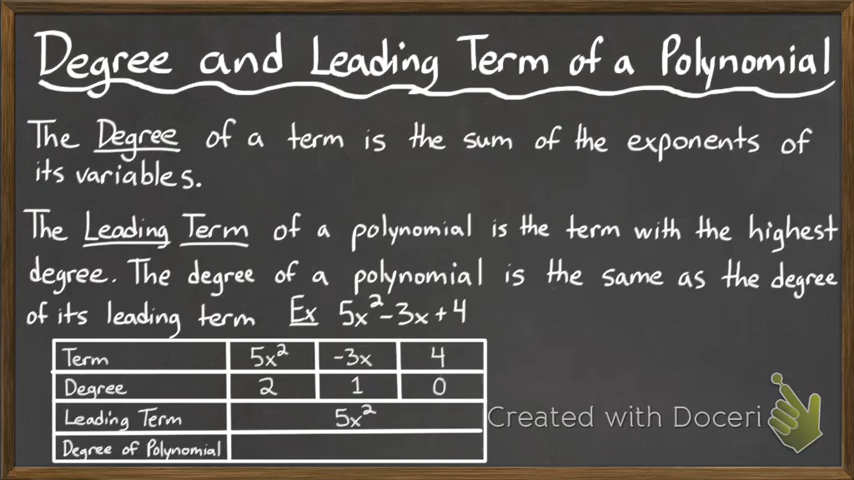 Degree and Leading Term of a Polynomial
The Degree of a term is the sum of the exponents of
its variables.
The Leading Term of a polynomial is the term with the highest
degree. The degree of a polynomial is the same as the degree
of its leading term Ex 5x²-3x+4
Term 5x² -3x 4
Degree 2 1 0
Leading Term 5x²
Degree of Polynomial
Created with Doceri